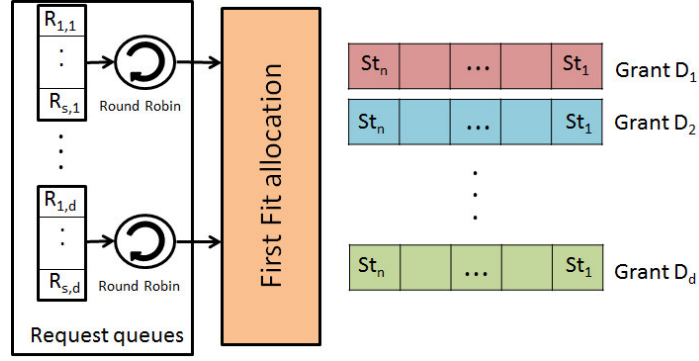 R1,1
:
Rs,1
Round Robin
R1,d
:
Rs,d
Round Robin
Request queues
First Fit allocation
Stn ... St1 Grant D1
Stn ... St1 Grant D2
Stn ... St1 Grant Dd